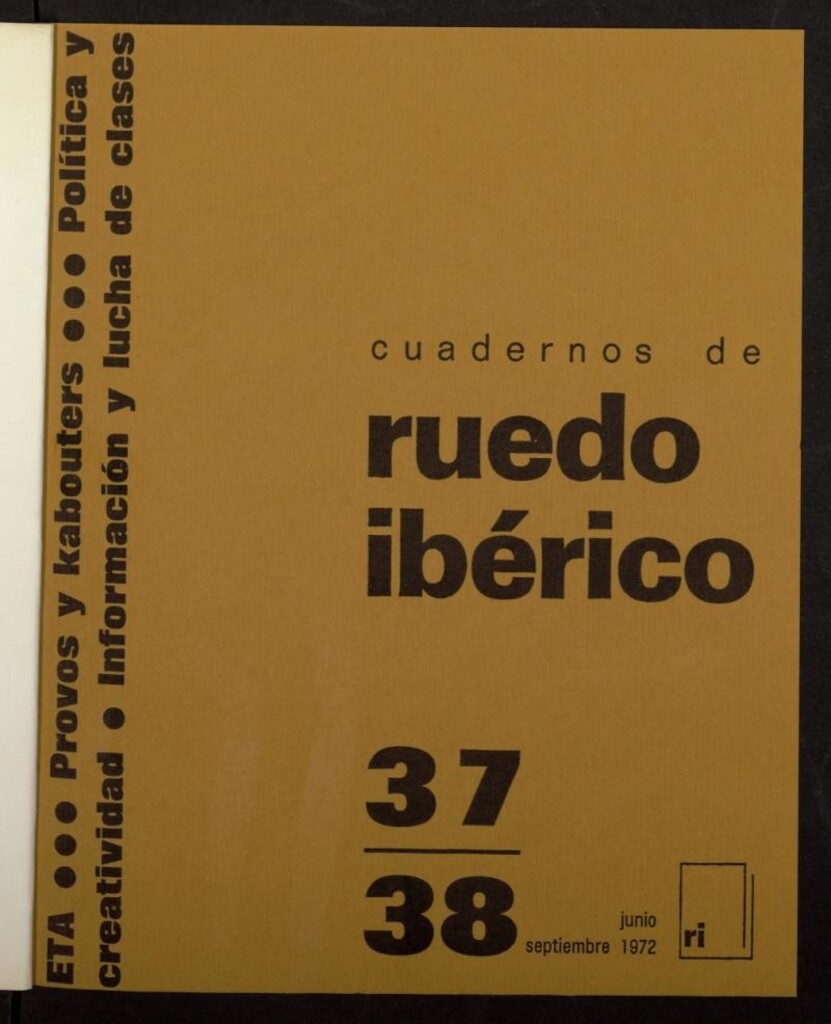 ETA ●●● Provos y kabouters ●●● Política y
creatividad ● Información y lucha de clases
cuadernos de
ruedo
ibérico
37
38
junio
septiembre 1972
ri